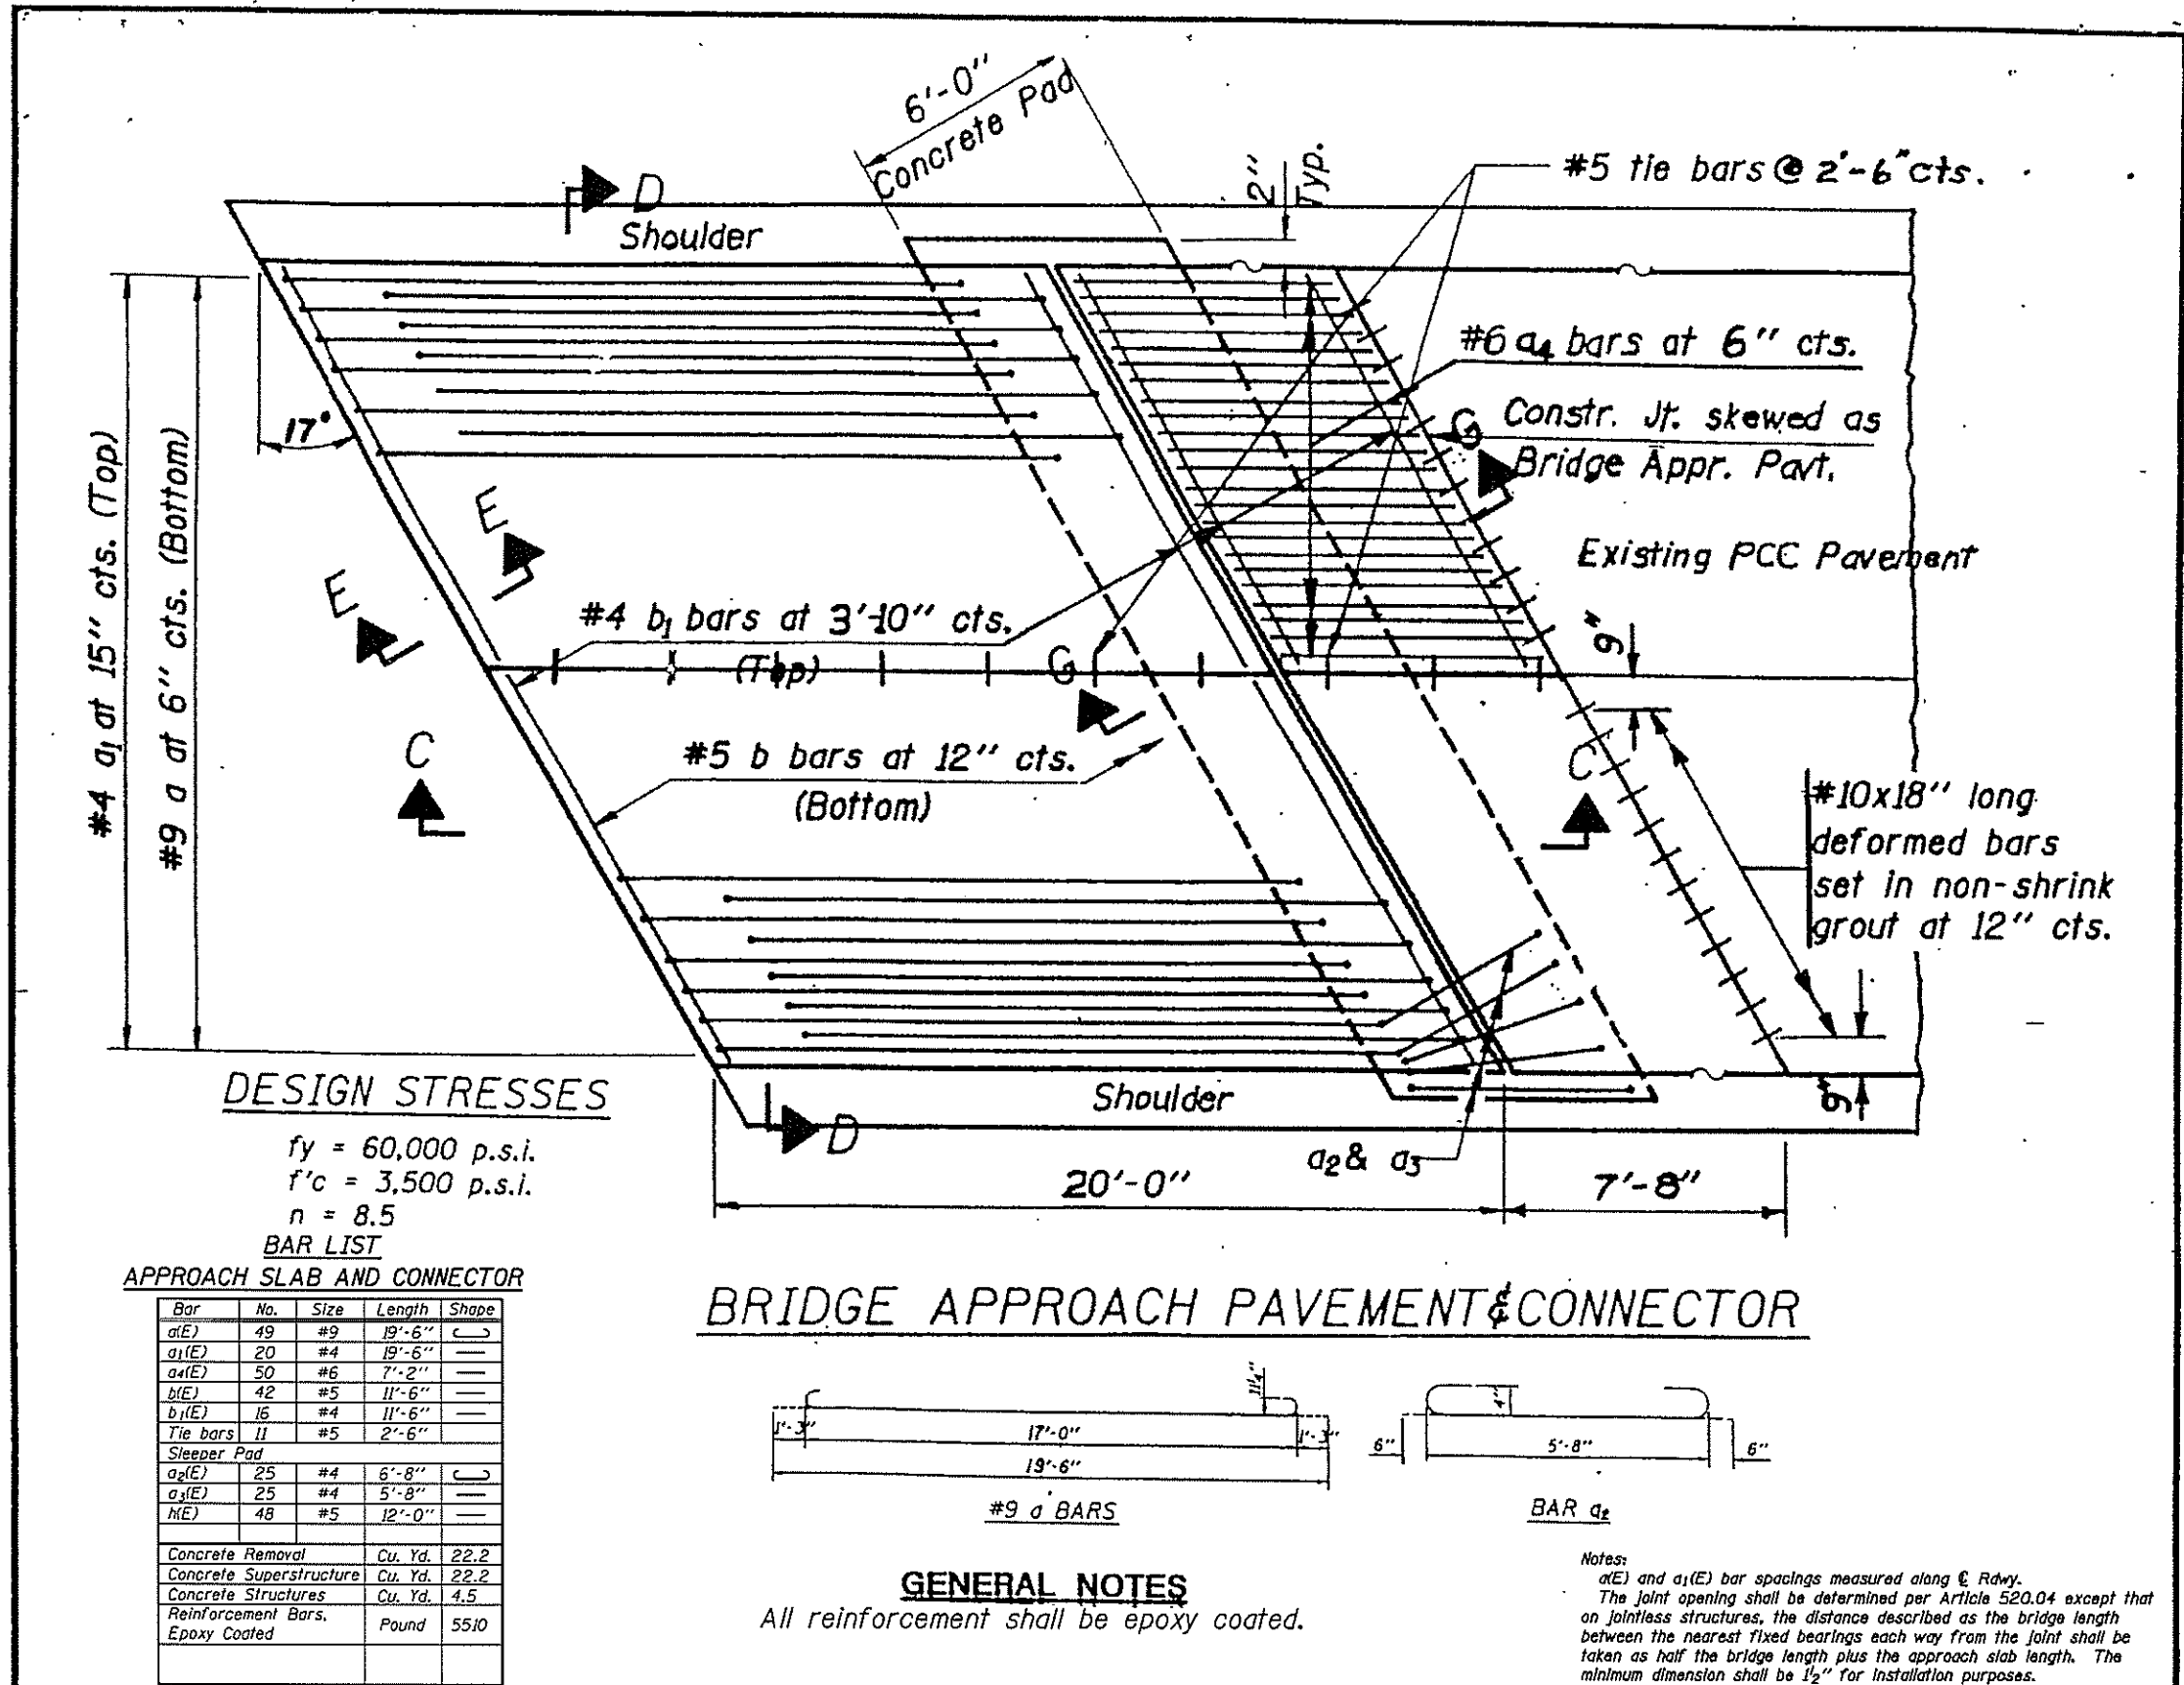 6'-0"
Concrete Pad
2"
Typ.
#5 tie bars @ 2'-6" cts.
D
Shoulder
#6 a4 bars at 6" cts.
17°
G
Constr. Jt. skewed as
Bridge Appr. Pavt.
#4 a1 at 15" cts. (Top)
#9 a at 6" cts. (Bottom)
E
E
Existing PCC Pavement
#4 b1 bars at 3'-10" cts.
(Top)
G
9"
C
#5 b bars at 12" cts.
(Bottom)
C
#10x18" long
deformed bars
set in non-shrink
grout at 12" cts.
9"
Shoulder
D
a2 & a3
20'-0"
7'-8"
DESIGN STRESSES
fy = 60,000 p.s.i.
f'c = 3,500 p.s.i.
n = 8.5
BAR LIST
APPROACH SLAB AND CONNECTOR
Bar No. Size Length Shape
a(E) 49 #9 19'-6"
a1(E) 20 #4 19'-6"
a4(E) 50 #6 7'-2"
b(E) 42 #5 11'-6"
b1(E) 16 #4 11'-6"
Tie bars 11 #5 2'-6"
Sleeper Pad
a2(E) 25 #4 6'-8"
a3(E) 25 #4 5'-8"
h(E) 48 #5 12'-0"
Concrete Removal Cu. Yd. 22.2
Concrete Superstructure Cu. Yd. 22.2
Concrete Structures Cu. Yd. 4.5
Reinforcement Bars,
Epoxy Coated Pound 5510
BRIDGE APPROACH PAVEMENT & CONNECTOR
1'-3"
17'-0"
1'-3"
19'-6"
#9 a BARS
4"
6"
5'-8"
6"
BAR a2
GENERAL NOTES
All reinforcement shall be epoxy coated.
Notes:
a(E) and a1(E) bar spacings measured along ℄ Rdwy.
The joint opening shall be determined per Article 520.04 except that
on jointless structures, the distance described as the bridge length
between the nearest fixed bearings each way from the joint shall be
taken as half the bridge length plus the approach slab length. The
minimum dimension shall be 1½" for installation purposes.